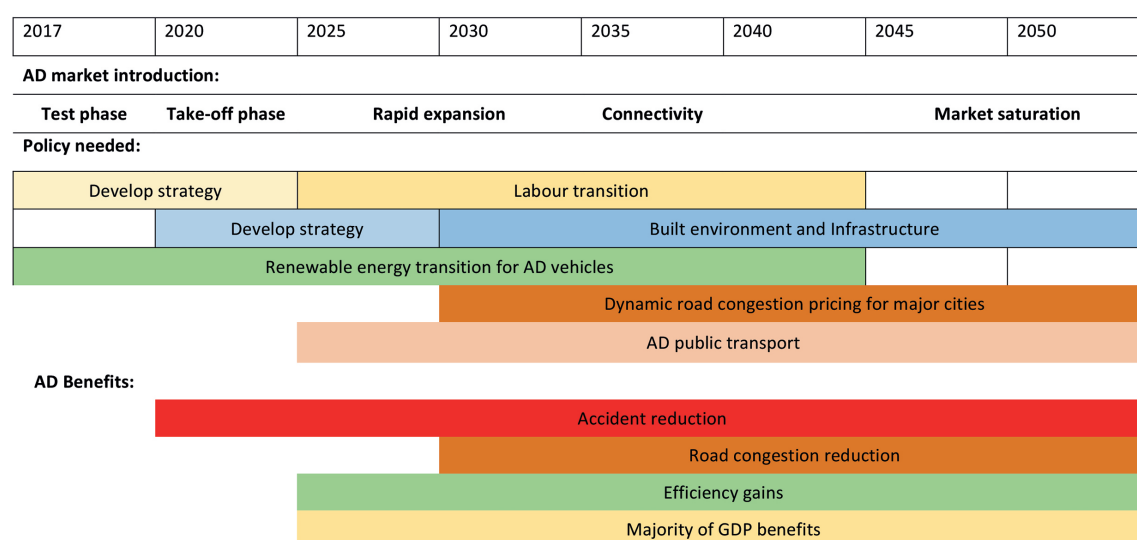 2017 2020 2025 2030 2035 2040 2045 2050
AD market introduction:
Test phase Take-off phase Rapid expansion Connectivity Market saturation
Policy needed:
Develop strategy Labour transition
Develop strategy Built environment and Infrastructure
Renewable energy transition for AD vehicles
Dynamic road congestion pricing for major cities
AD public transport
AD Benefits:
Accident reduction
Road congestion reduction
Efficiency gains
Majority of GDP benefits